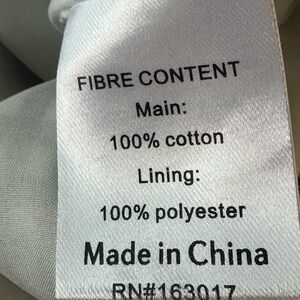 FIBRE CONTENT
Main:
100% cotton
Lining:
100% polyester
Made in China
RN#163017